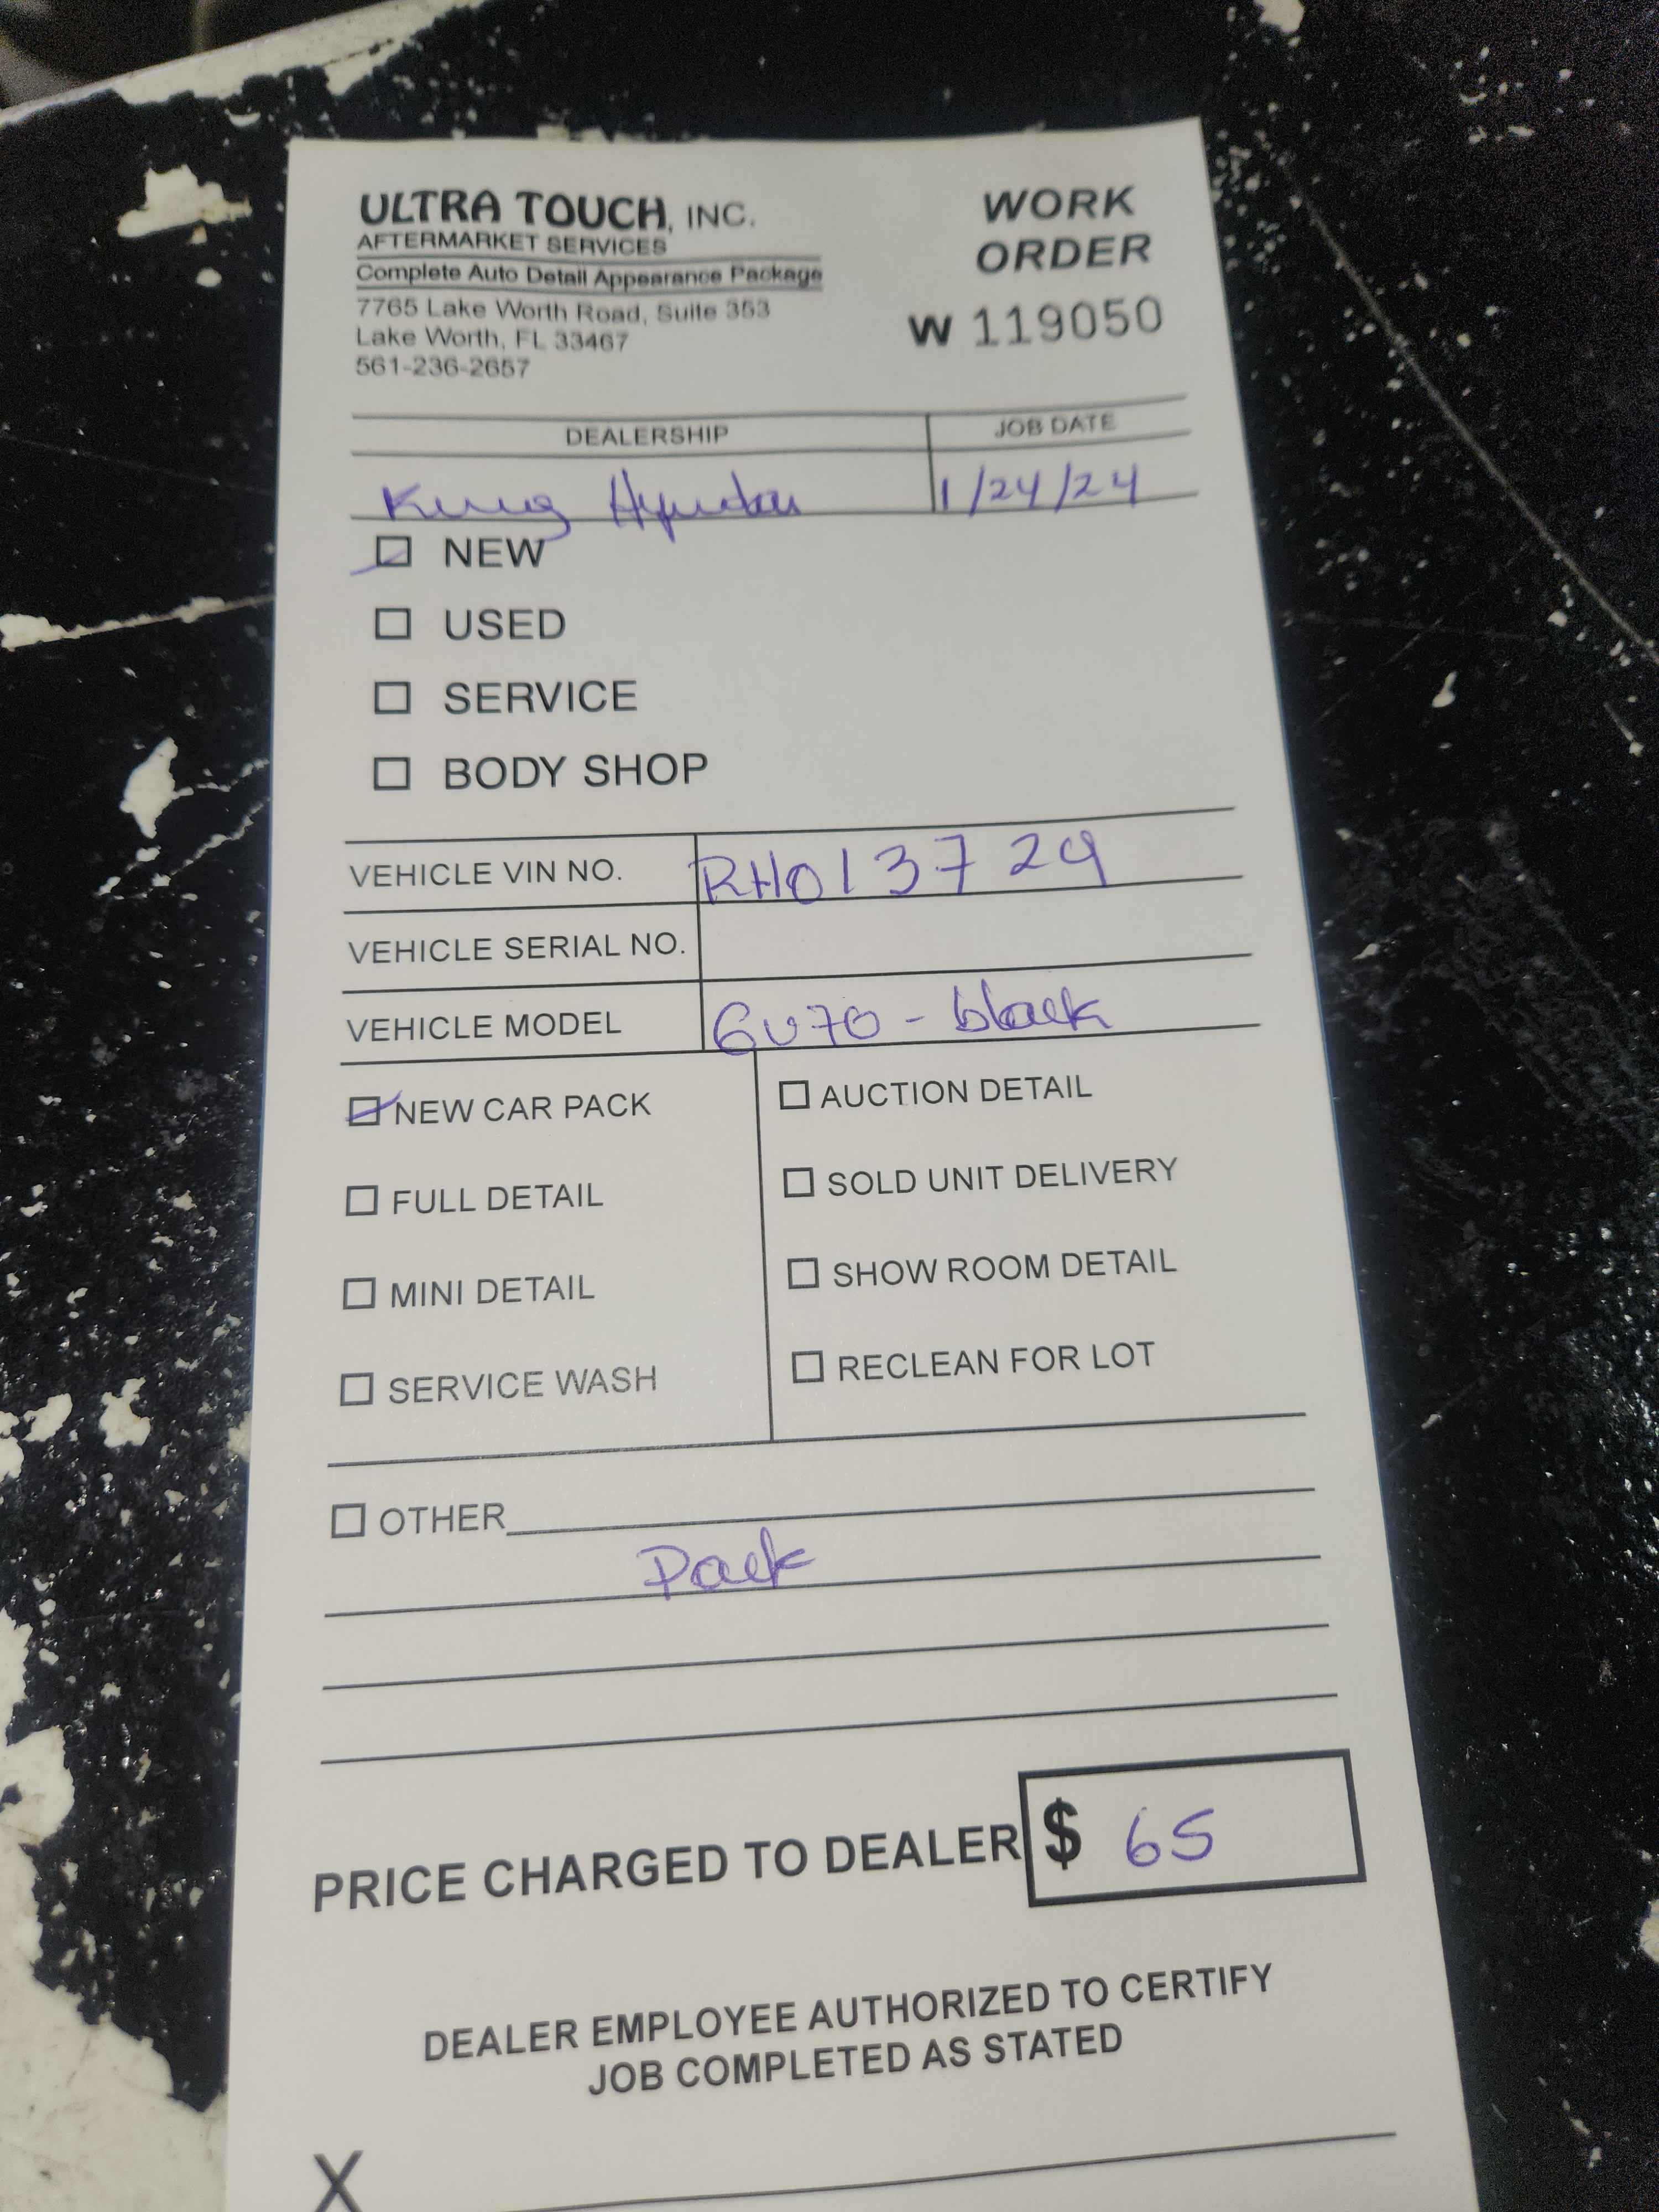 ULTRA TOUCH, INC.
AFTERMARKET SERVICES
Complete Auto Detail Appearance Package
7765 Lake Worth Road, Suite 353
Lake Worth, FL 33467
561-236-2657
WORK
ORDER
W 119050
DEALERSHIP JOB DATE
King Hyundai 1/24/24
NEW
USED
SERVICE
BODY SHOP
VEHICLE VIN NO. RH013729
VEHICLE SERIAL NO.
VEHICLE MODEL GV70 - black
NEW CAR PACK
FULL DETAIL
MINI DETAIL
SERVICE WASH
AUCTION DETAIL
SOLD UNIT DELIVERY
SHOW ROOM DETAIL
RECLEAN FOR LOT
OTHER
Pack
PRICE CHARGED TO DEALER $ 65
DEALER EMPLOYEE AUTHORIZED TO CERTIFY
JOB COMPLETED AS STATED
X